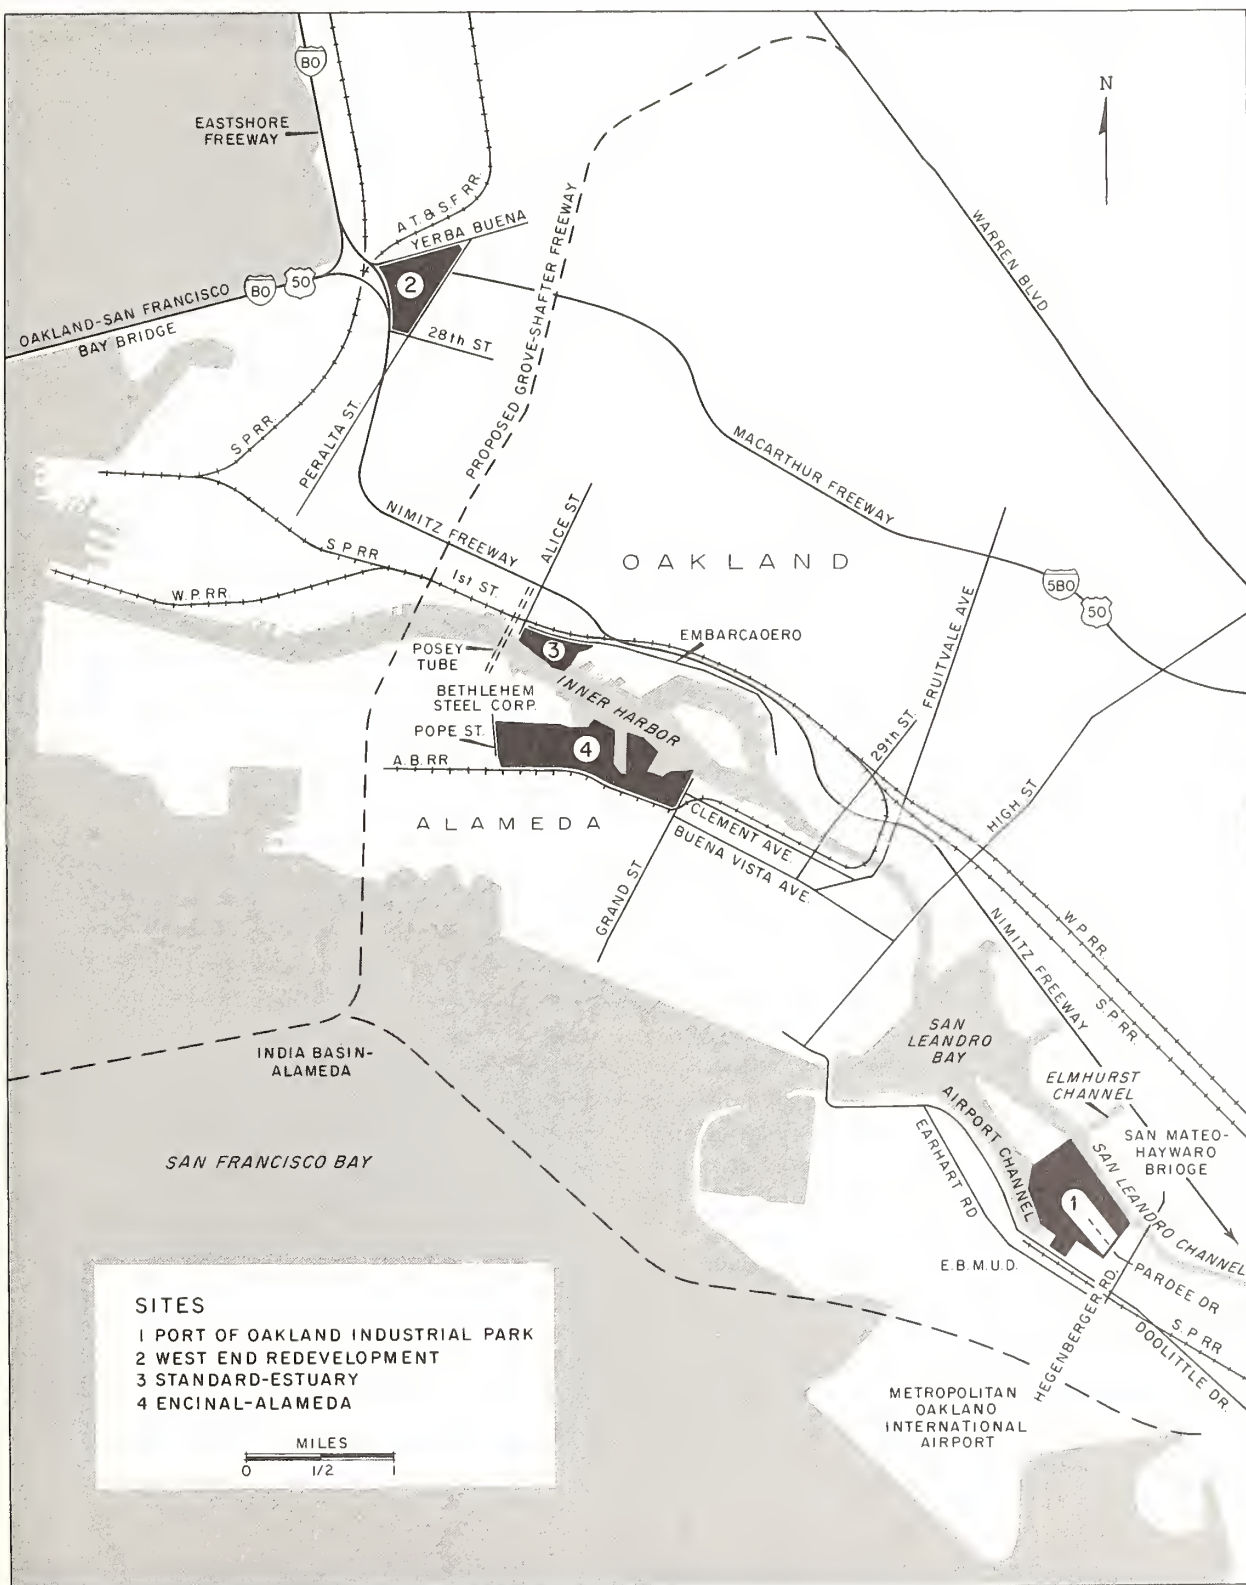 80
EASTSHORE
FREEWAY
N
A.T. & S.F RR.
YERBA BUENA
2
PROPOSED GROVE-SHAFTER FREEWAY
WARREN BLVD
OAKLAND-SAN FRANCISCO
BAY BRIDGE
80
50
28th ST
S.P.RR.
PERALTA ST.
MACARTHUR FREEWAY
NIMITZ FREEWAY
ALICE ST
OAKLAND
S.P.RR
1st ST.
W.P.RR.
580
50
FRUITVALE AVE
POSEY
TUBE
3
EMBARCAOERO
INNER HARBOR
BETHLEHEM
STEEL CORP.
POPE ST.
4
A.B.RR
29th ST.
HIGH ST
ALAMEDA
CLEMENT AVE.
BUENA VISTA AVE.
GRAND ST
W.P.RR.
NIMITZ FREEWAY
S.P.RR.
SAN
LEANDRO
BAY
INDIA BASIN-
ALAMEDA
ELMHURST
CHANNEL
AIRPORT CHANNEL
EARHART RD
SAN MATEO-
HAYWARO
BRIDGE
SAN FRANCISCO BAY
1
SAN LEANDRO CHANNEL
E.B.M.U.D.
PARDEE DR
HEGENBERGER RD.
S.P.RR
DOOLITTLE DR.
METROPOLITAN
OAKLANO
INTERNATIONAL
AIRPORT
SITES
1 PORT OF OAKLAND INDUSTRIAL PARK
2 WEST END REDEVELOPMENT
3 STANDARD-ESTUARY
4 ENCINAL-ALAMEDA
MILES
0 1/2 1